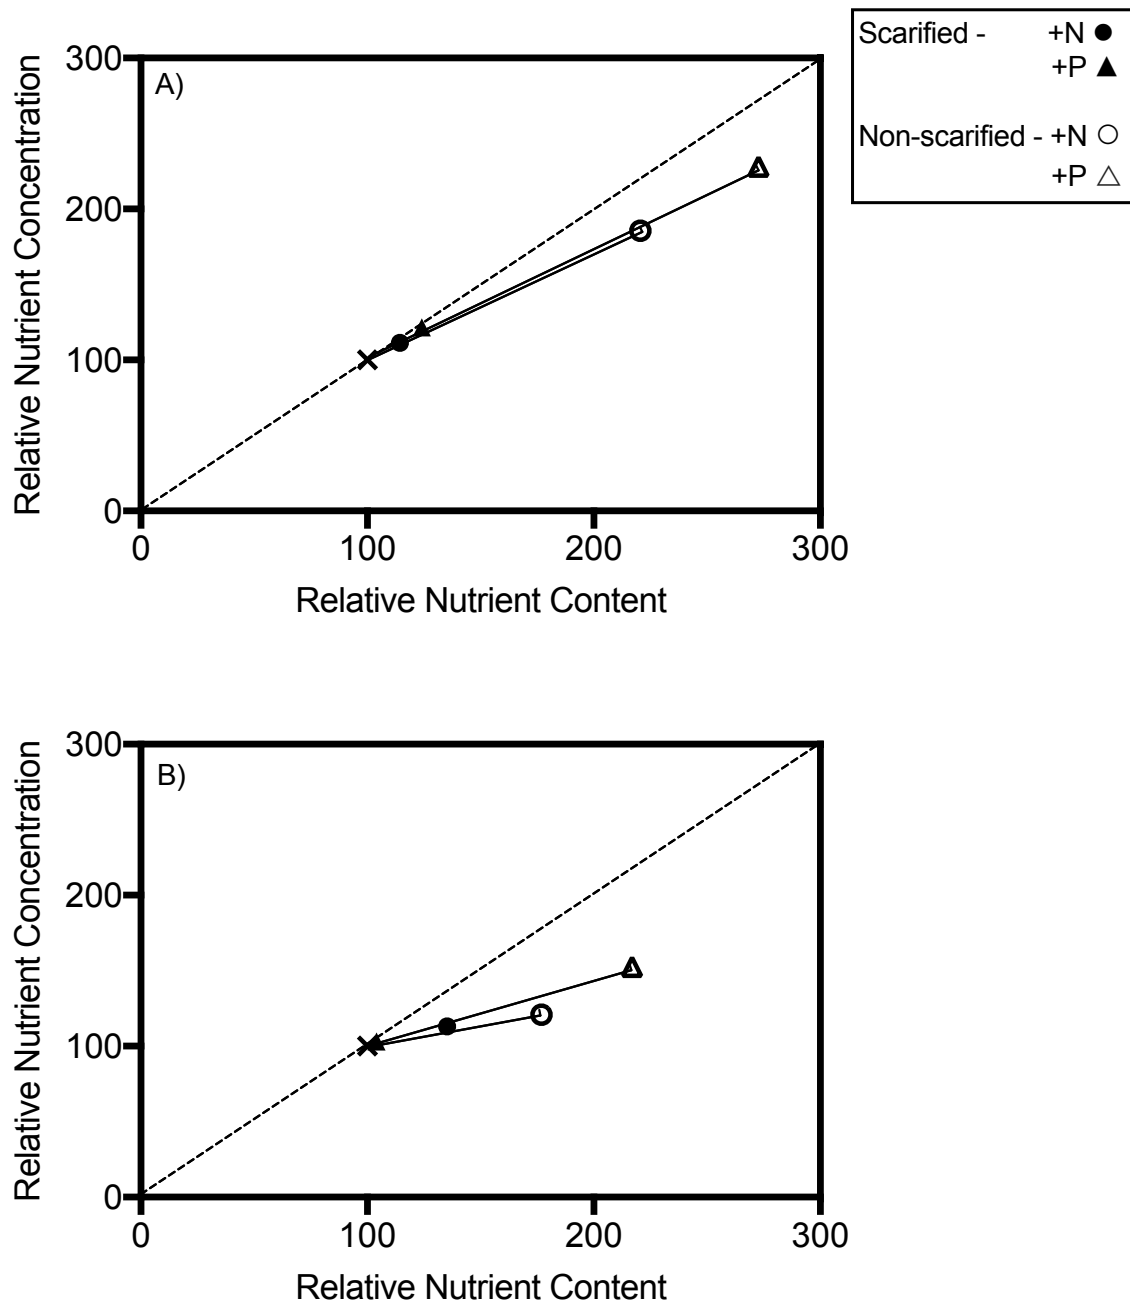 Scarified - +N ●
+P ▲
Non-scarified - +N ○
+P △
A)
Relative Nutrient Concentration
300
200
100
0
0 100 200 300
Relative Nutrient Content
B)
Relative Nutrient Concentration
300
200
100
0
0 100 200 300
Relative Nutrient Content